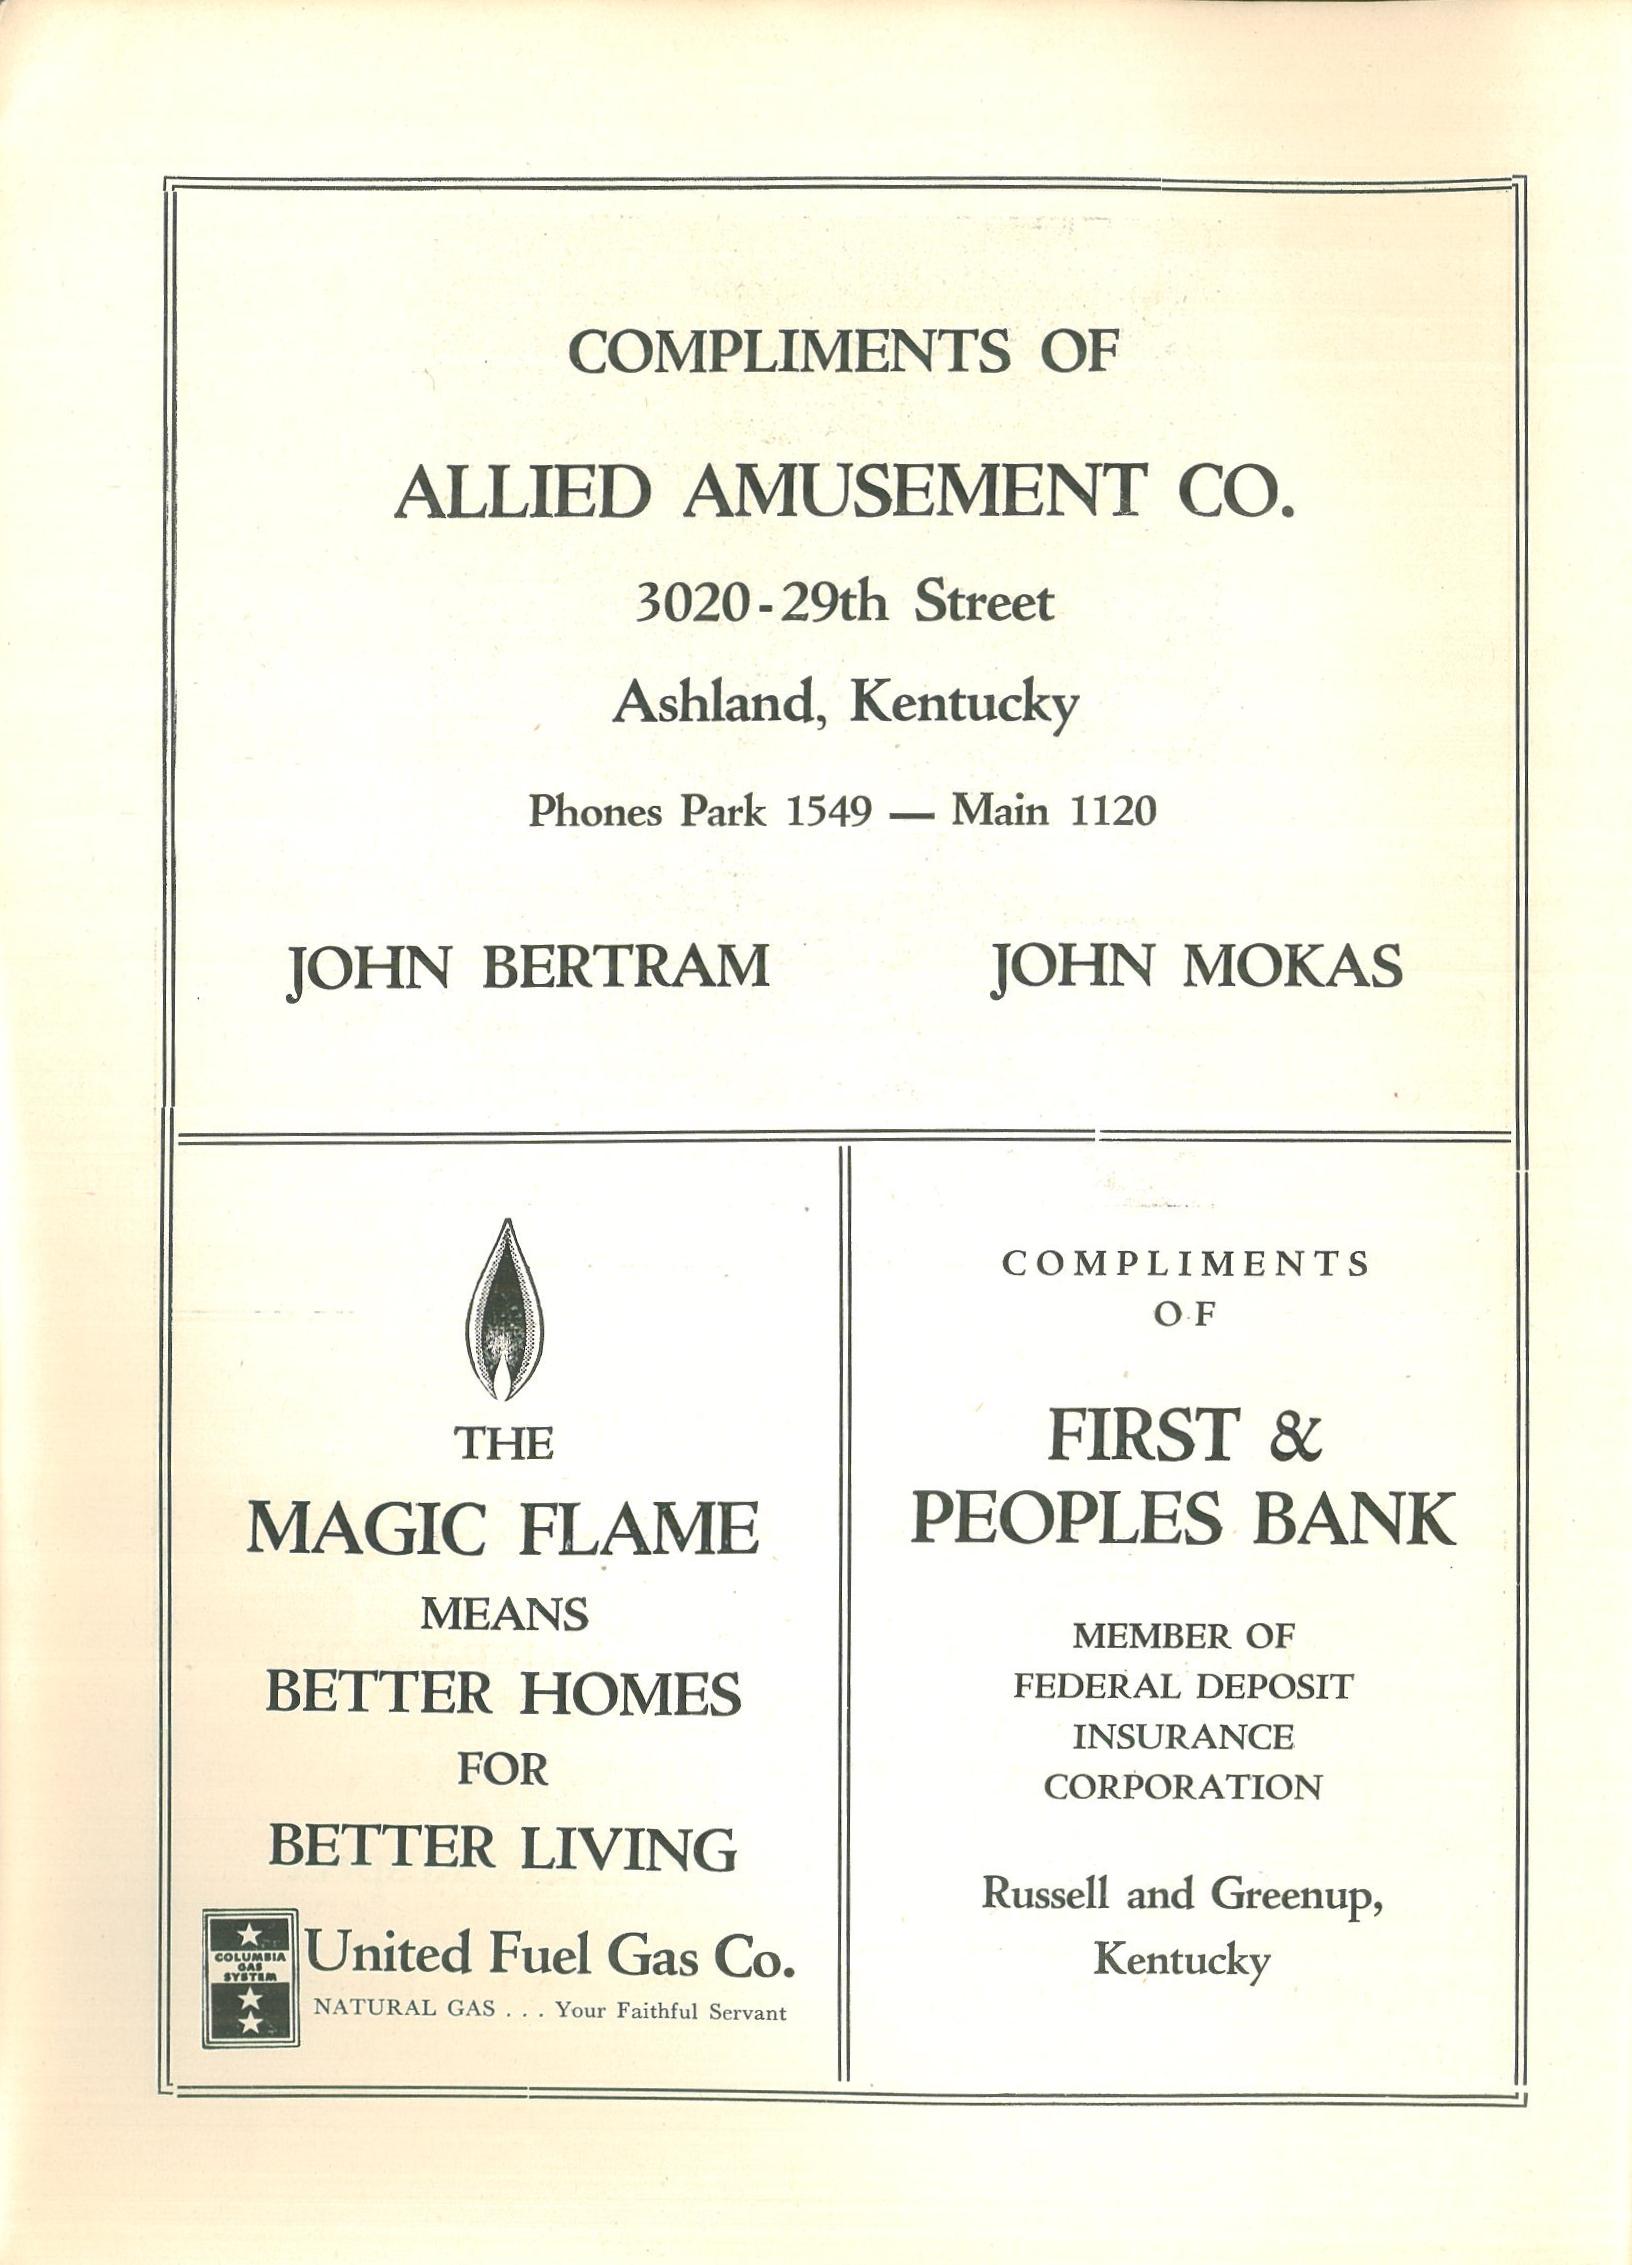 COMPLIMENTS OF
ALLIED AMUSEMENT CO.
3020-29th Street
Ashland, Kentucky
Phones Park 1549 — Main 1120
JOHN BERTRAM JOHN MOKAS
THE
MAGIC FLAME
MEANS
BETTER HOMES
FOR
BETTER LIVING
COLUMBIA
GAS
SYSTEM
United Fuel Gas Co.
NATURAL GAS . . . Your Faithful Servant
COMPLIMENTS
OF
FIRST &
PEOPLES BANK
MEMBER OF
FEDERAL DEPOSIT
INSURANCE
CORPORATION
Russell and Greenup,
Kentucky